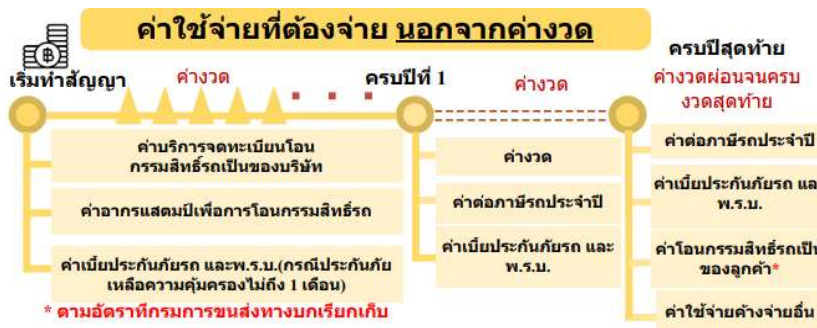 ค่าใช้จ่ายที่ต้องจ่าย นอกจากค่างวด
เริ่มทำสัญญา
ค่างวด
ครบปีที่ 1
ค่างวด
ครบปีสุดท้าย
ค่างวดผ่อนจนครบ
งวดสุดท้าย
ค่าบริการจดทะเบียนโอน
กรรมสิทธิ์รถเป็นของบริษัท
ค่าอากรแสตมป์เพื่อการโอนกรรมสิทธิ์รถ
ค่าเบี้ยประกันภัยรถ และพ.ร.บ.(กรณีประกันภัย
เหลือความคุ้มครองไม่ถึง 1 เดือน)
* ตามอัตราที่กรมการขนส่งทางบกเรียกเก็บ
ค่างวด
ค่าต่อภาษีรถประจำปี
ค่าเบี้ยประกันภัยรถ และ
พ.ร.บ.
ค่าต่อภาษีรถประจำปี
ค่าเบี้ยประกันภัยรถ และ
พ.ร.บ.
ค่าโอนกรรมสิทธิ์รถเป็น
ของลูกค้า*
ค่าใช้จ่ายค้างจ่ายอื่น